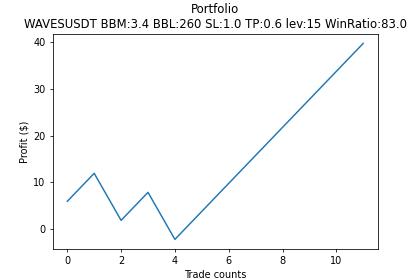 Portfolio
WAVESUSDT BBM:3.4 BBL:260 SL:1.0 TP:0.6 lev:15 WinRatio:83.0
40
30
20
10
0
Profit ($)
0 2 4 6 8 10
Trade counts